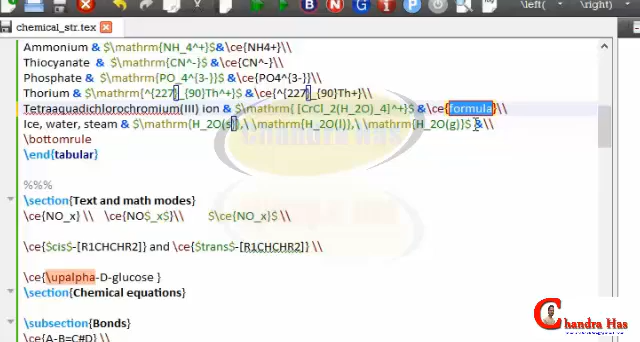 \left( \right)
chemical_str.tex
Ammonium & $\mathrm{NH_4^+}$&\ce{NH4+}\\
Thiocyanate & $\mathrm{CN^-}$&\ce{CN^-}\\
Phosphate & $\mathrm{PO_4^{3-}}$&\ce{PO4^{3-}}\\
Thorium & $\mathrm{^{227}_{90}Th^+}$&\ce{^{227}_{90}Th+}\\
Tetraaquadichlorochromium(III) ion & $\mathrm{ [CrCl_2(H_2O)_4]^+}$ &\ce{formula}\\
Ice, water, steam & $\mathrm{H_2O(s)},\ \mathrm{H_2O(l)},\mathrm{H_2O(g)}$ &\\
\bottomrule
\end{tabular}
%%%
\section{Text and math modes}
\ce{NO_x} \\ \ce{NO$_x$}\\ $\ce{NO_x}$ \\
\ce{$cis$-[R1CHCHR2]} and \ce{$trans$-[R1CHCHR2]} \\
\ce{\upalpha-D-glucose }
\section{Chemical equations}
\subsection{Bonds}
\ce{A-B=C#D} \\
Chandra Has
Chandra Has